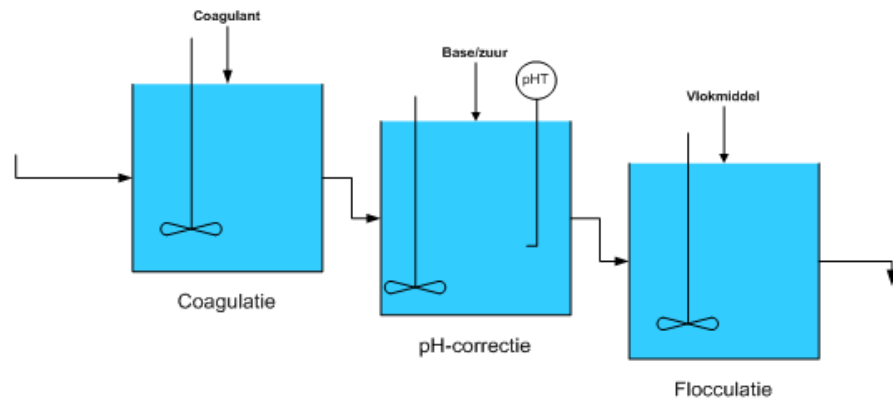 Coagulant
Base/zuur
pHT
Vlokmiddel
Coagulatie
pH-correctie
Flocculatie